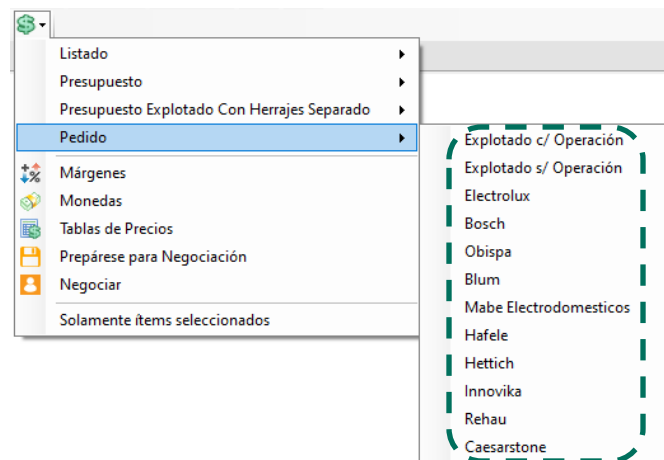 Listado
Presupuesto
Presupuesto Explotado Con Herrajes Separado
Pedido
Márgenes
Monedas
Tablas de Precios
Prepárese para Negociación
Negociar
Solamente ítems seleccionados
Explotado c/ Operación
Explotado s/ Operación
Electrolux
Bosch
Obispa
Blum
Mabe Electrodomesticos
Hafele
Hettich
Innovika
Rehau
Caesarstone